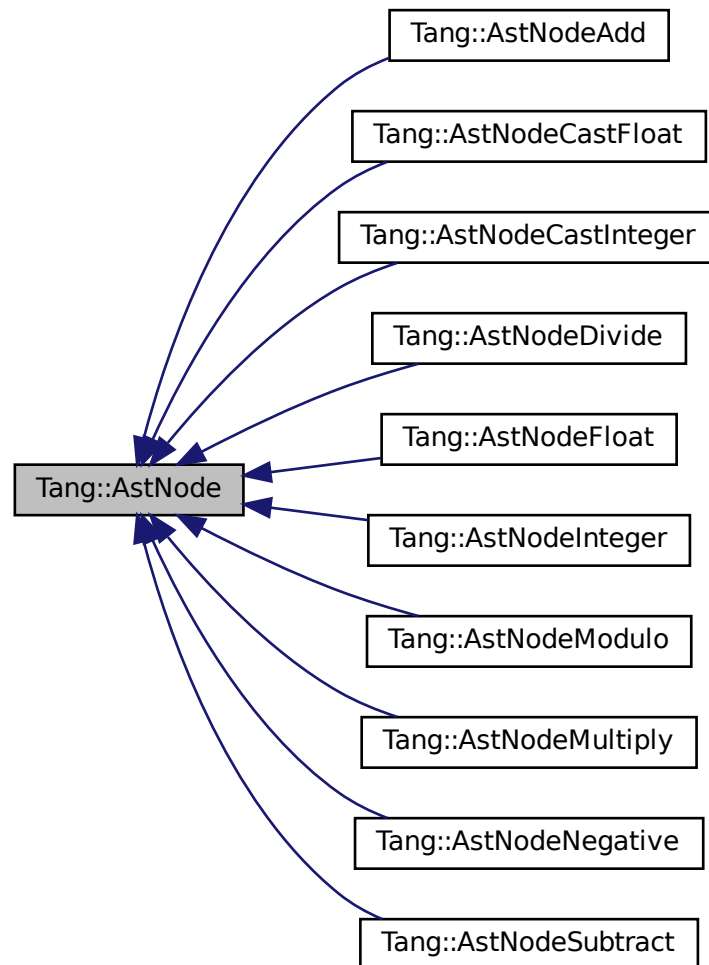 Tang::AstNodeAdd
Tang::AstNodeCastFloat
Tang::AstNodeCastInteger
Tang::AstNodeDivide
Tang::AstNodeFloat
Tang::AstNode
Tang::AstNodeInteger
Tang::AstNodeModulo
Tang::AstNodeMultiply
Tang::AstNodeNegative
Tang::AstNodeSubtract